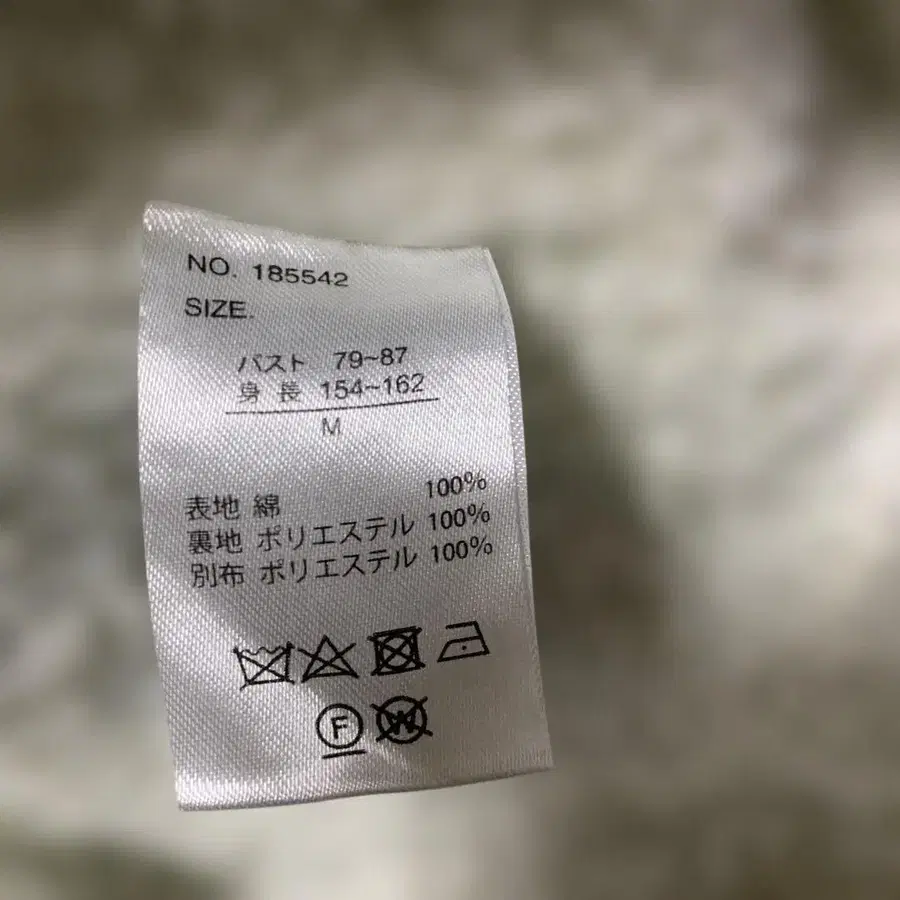 NO. 185542
SIZE.
バスト 79~87
身 長 154~162
M
表地 綿 100%
裏地 ポリエステル 100%
別布 ポリエステル 100%
F W